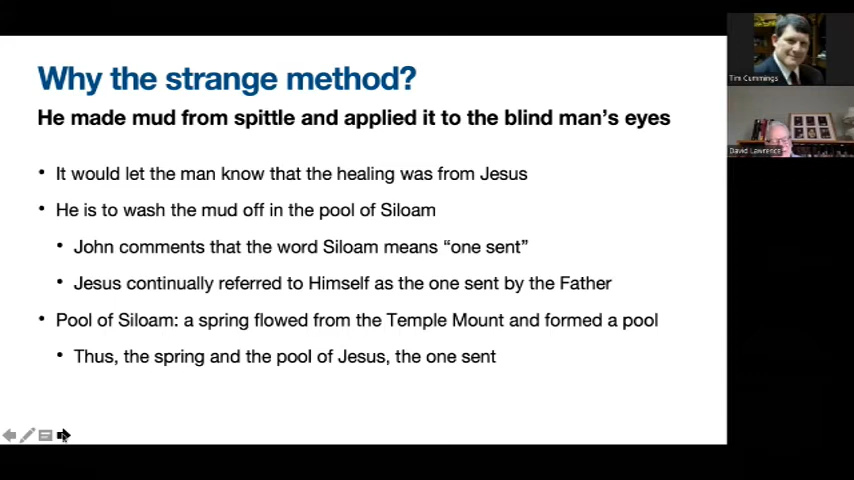 Why the strange method?
He made mud from spittle and applied it to the blind man's eyes
• It would let the man know that the healing was from Jesus
• He is to wash the mud off in the pool of Siloam
• John comments that the word Siloam means “one sent”
• Jesus continually referred to Himself as the one sent by the Father
• Pool of Siloam: a spring flowed from the Temple Mount and formed a pool
• Thus, the spring and the pool of Jesus, the one sent
Tim Cummings
David Lawrence